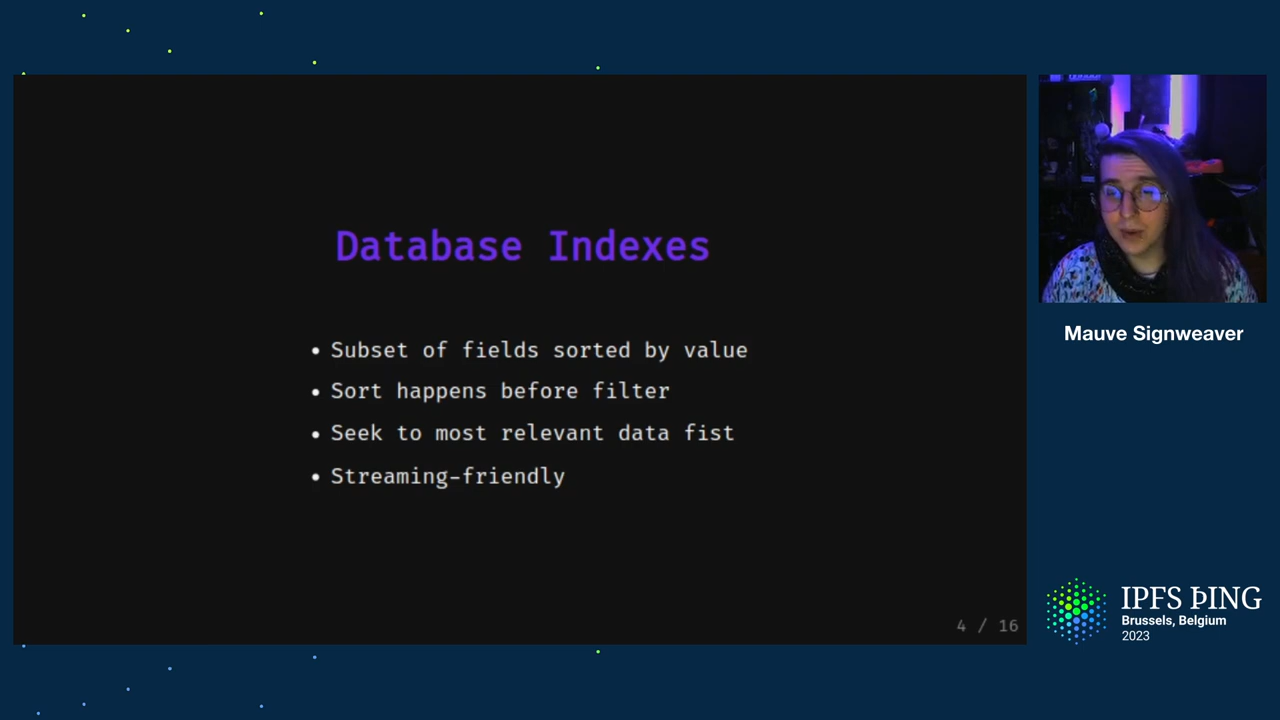 Database Indexes
• Subset of fields sorted by value
• Sort happens before filter
• Seek to most relevant data fist
• Streaming-friendly
4 / 16
Mauve Signweaver
IPFS ÞING
Brussels, Belgium
2023